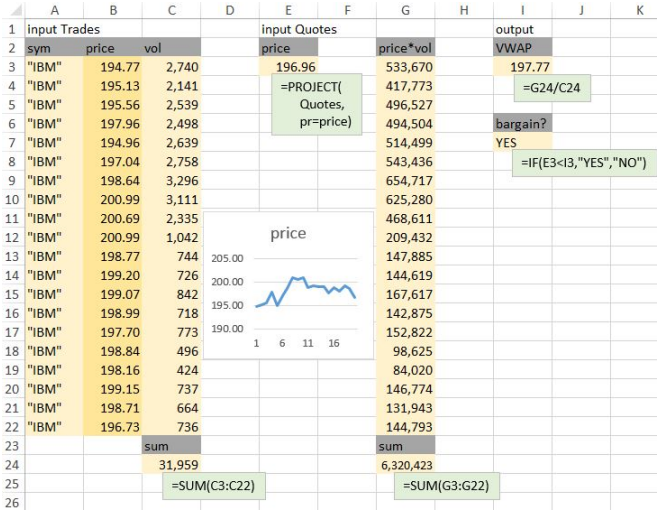 A B C D E F G H I J K
1 input Trades input Quotes output
2 sym price vol price price*vol VWAP
3 "IBM" 194.77 2,740 196.96 533,670 197.77
4 "IBM" 195.13 2,141 =PROJECT( 417,773 =G24/C24
5 "IBM" 195.56 2,539 Quotes, 496,527
6 "IBM" 197.96 2,498 pr=price) 494,504 bargain?
7 "IBM" 194.96 2,639 514,499 YES
8 "IBM" 197.04 2,758 543,436 =IF(E3<I3,"YES","NO")
9 "IBM" 198.64 3,296 654,717
10 "IBM" 200.99 3,111 625,280
11 "IBM" 200.69 2,335 468,611
12 "IBM" 200.99 1,042 price 209,432
13 "IBM" 198.77 744 205.00 147,885
14 "IBM" 199.20 726 200.00 144,619
15 "IBM" 199.07 842 195.00 167,617
16 "IBM" 198.99 718 190.00 142,875
17 "IBM" 197.70 773 1 6 11 16 152,822
18 "IBM" 198.84 496 98,625
19 "IBM" 198.16 424 84,020
20 "IBM" 199.15 737 146,774
21 "IBM" 198.71 664 131,943
22 "IBM" 196.73 736 144,793
23 sum sum
24 31,959 6,320,423
25 =SUM(C3:C22) =SUM(G3:G22)
26